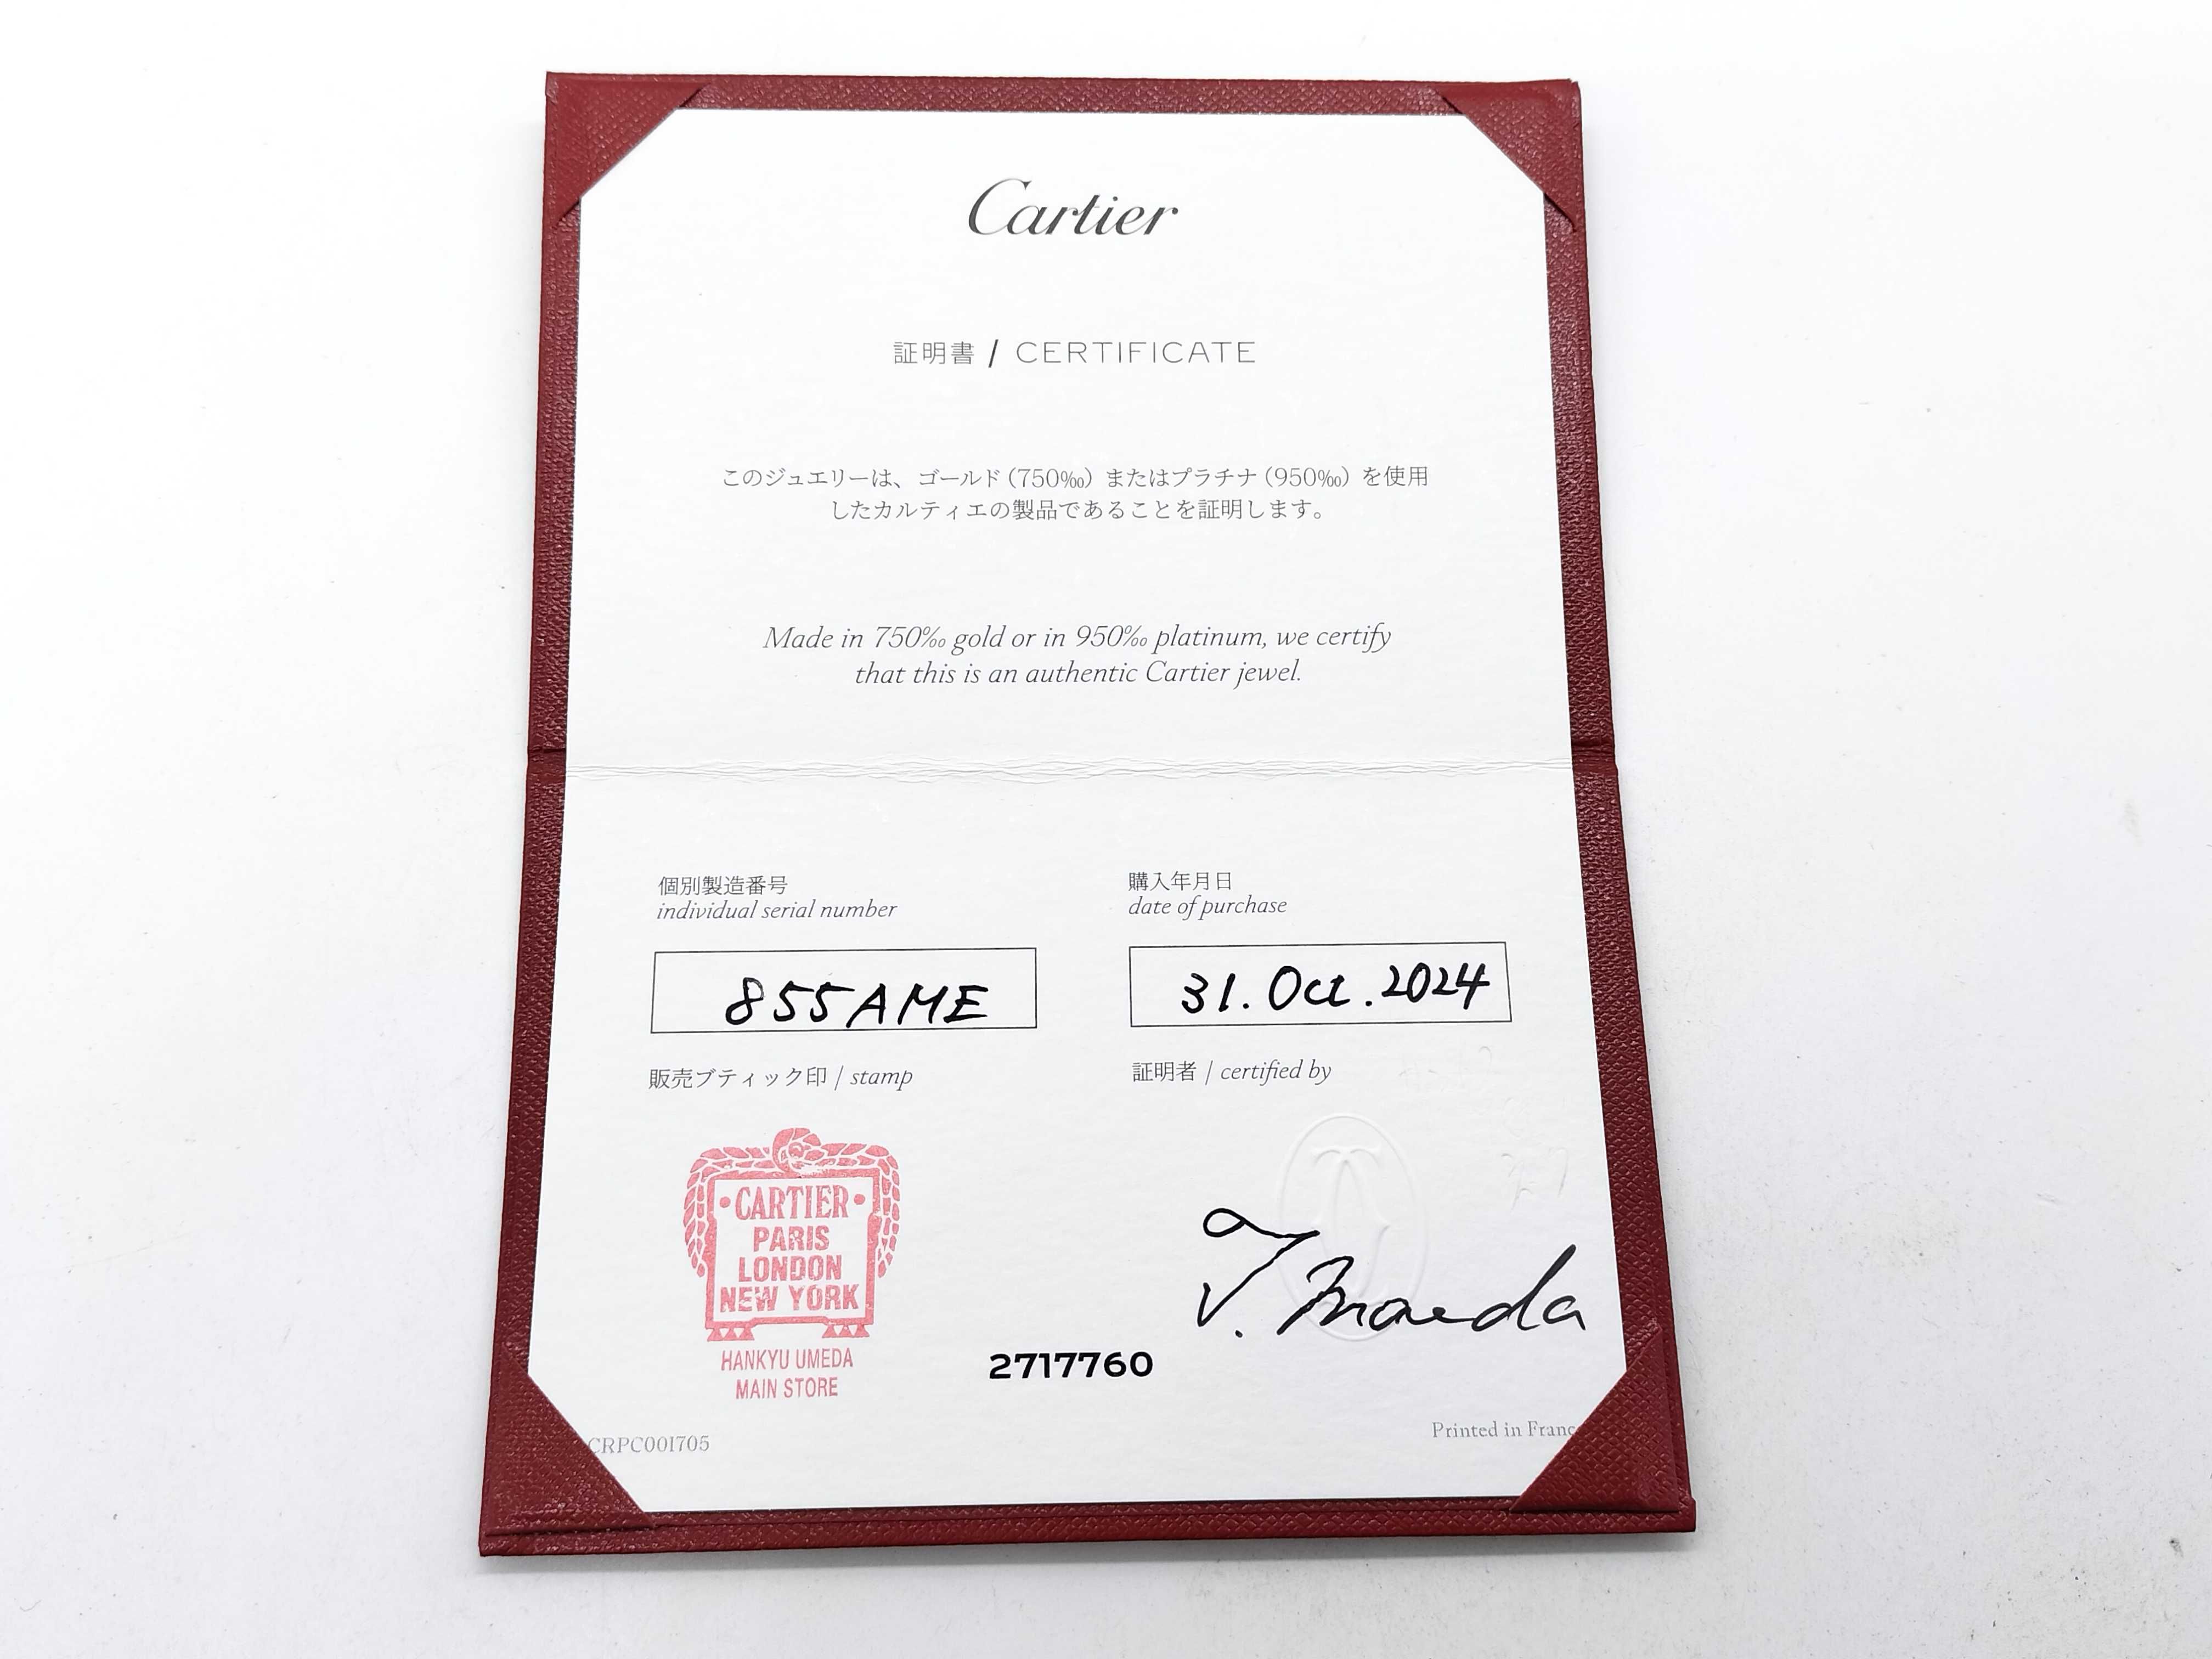 Cartier
証明書 / CERTIFICATE
このジュエリーは、ゴールド（750‰）またはプラチナ（950‰）を使用
したカルティエの製品であることを証明します。
Made in 750‰ gold or in 950‰ platinum, we certify
that this is an authentic Cartier jewel.
個別製造番号
individual serial number
855AME
購入年月日
date of purchase
31. Oct. 2024
販売ブティック印 / stamp
CARTIER
PARIS
LONDON
NEW YORK
HANKYU UMEDA
MAIN STORE
証明者 / certified by
T. Maeda
2717760
CRPC001705
Printed in Franc